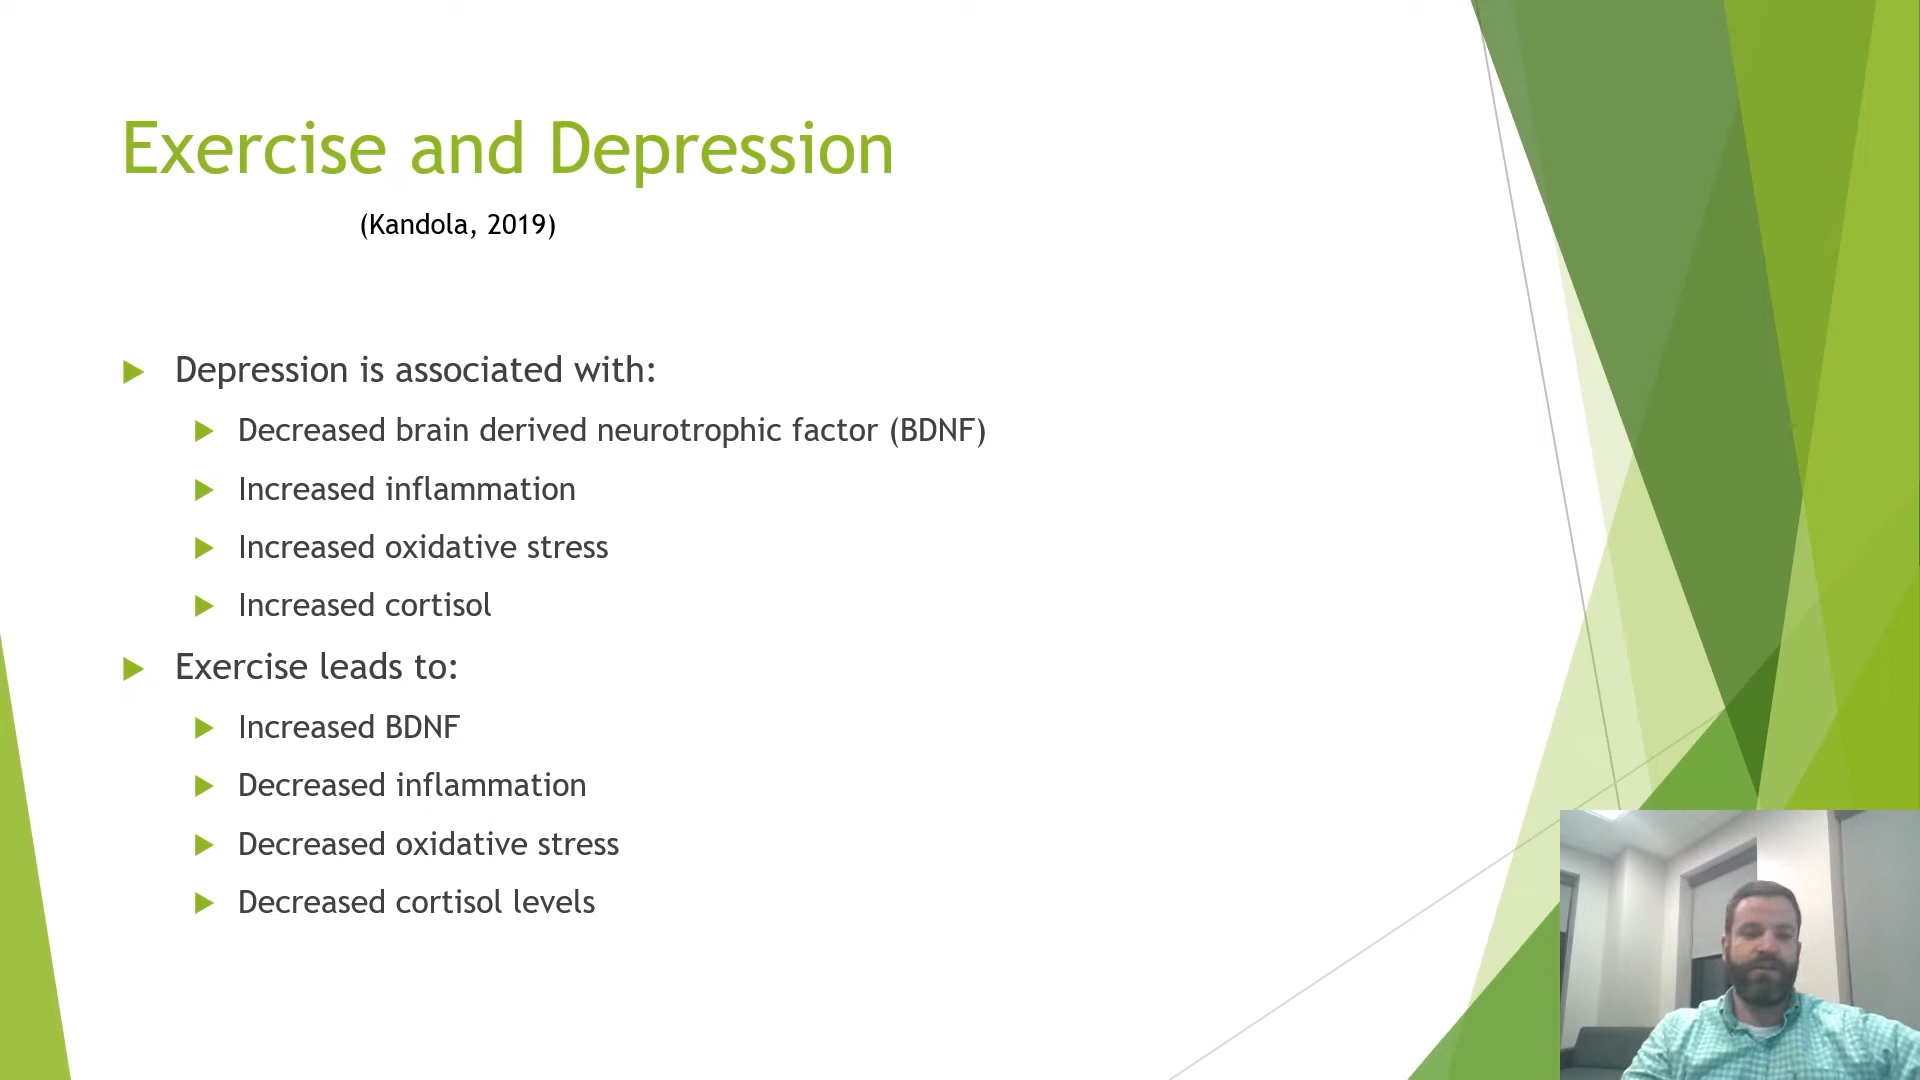 Exercise and Depression
(Kandola, 2019)
Depression is associated with:
Decreased brain derived neurotrophic factor (BDNF)
Increased inflammation
Increased oxidative stress
Increased cortisol
Exercise leads to:
Increased BDNF
Decreased inflammation
Decreased oxidative stress
Decreased cortisol levels